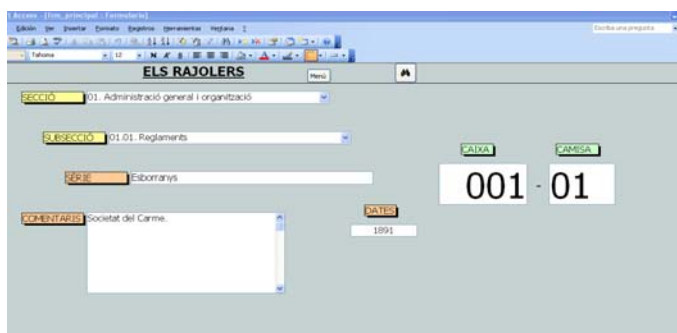 Access - [frm_principal : Formulario]
Edición Ver Insertar Formato Registros Herramientas Ventana ?
Escriba una pregunta
Tahoma 12 N K S
ELS RAJOLERS
Menú
SECCIÓ 01. Administració general i organització
SUBSECCIÓ 01.01. Reglaments
CAIXA CAMISA
SÈRIE Esborranys
001 - 01
COMENTARIS Societat del Carme.
DATES
1891